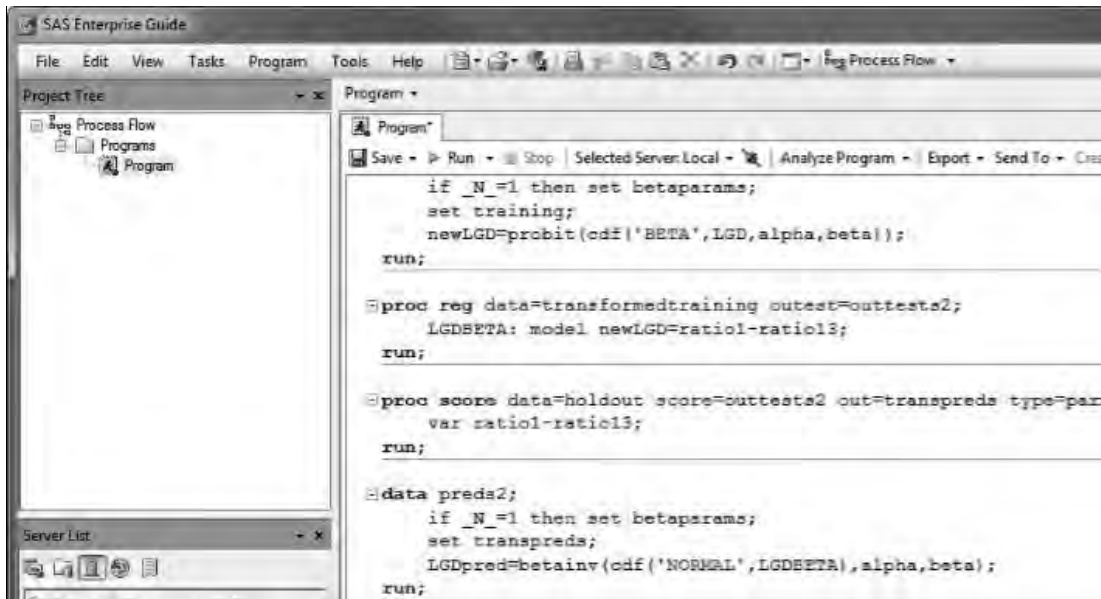 SAS Enterprise Guide
File Edit View Tasks Program Tools Help Process Flow
Project Tree
Process Flow
Programs
Program
Program
Program*
Save Run Stop Selected Server: Local Analyze Program Export Send To Crea
if _N_=1 then set betaparams;
set training;
newLGD=probit(cdf('BETA',LGD,alpha,beta));
run;
proc reg data=transformedtraining outest=outtests2;
LGDBETA: model newLGD=ratio1-ratio13;
run;
proc score data=holdout score=outtests2 out=transpreds type=par
var ratio1-ratio13;
run;
data preds2;
if _N_=1 then set betaparams;
set transpreds;
LGDpred=betainv(cdf('NORMAL',LGDBETA),alpha,beta);
run;
Server List